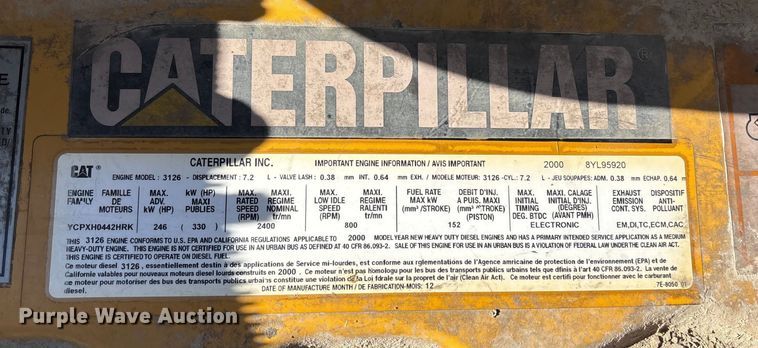 CATERPILLAR®
CAT CATERPILLAR INC. IMPORTANT ENGINE INFORMATION / AVIS IMPORTANT 2000 8YL95920
ENGINE MODEL: 3126 - DISPLACEMENT: 7.2 L - VALVE LASH: 0.38 mm INT. 0.64 mm EXH. / MODELE MOTEUR: 3126 -CYL.: 7.2 L - JEU SOUPAPES: ADM. 0.38 mm ECHAP. 0.64 m
ENGINE FAMILLE MAX. MAXI. MAX. MAXI. MAX. MAXI. FUEL RATE DEBIT D'INJ. MAX. MAXI. CALAGE EXHAUST DISPOSITIF
FAMILY DE ADV. kW (HP) RATED REGIME LOW IDLE REGIME MAX kW A PUIS. MAXI INITIAL INITIAL D'INJ. EMISSION ANTI-
MOTEURS kW (HP) PUBLIES SPEED NOMINAL SPEED RALENTI (mm³/STROKE) (mm³/STROKE) TIMING (DEGRES) CONT. SYS. POLLUANT
(RPM) tr/mn (RPM) tr/mn (PISTON) DEG. BTDC (AVANT PMH)
YCPXH0442HRK 246 ( 330 ) 2400 800 152 ELECTRONIC EM,DI,TC,ECM,CAC
THIS 3126 ENGINE CONFORMS TO U.S. EPA AND CALIFORNIA REGULATIONS APPLICABLE TO 2000 MODEL YEAR NEW HEAVY DUTY DIESEL ENGINES AND HAS A PRIMARY INTENDED SERVICE APPLICATION AS A MEDIUM
HEAVY-DUTY ENGINE. THIS ENGINE IS NOT CERTIFIED FOR USE IN AN URBAN BUS AS DEFINED AT 40 CFR 86.093-2. SALE OF THIS ENGINE FOR USE IN AN URBAN BUS IS A VIOLATION OF FEDERAL LAW UNDER THE CLEAN AIR ACT.
THIS ENGINE IS CERTIFIED TO OPERATE ON DIESEL FUEL.
Ce moteur diesel 3126, essentiellement destin à des applications de Service mi-lourdes, est conforme aux rglementations de l'Agence amricaine de protection de l'environnement (EPA) et de
Californie valables pour nouveaux moteurs diesel lourds construits en 2000 . Ce moteur n'est pas homologu pour les bus des transports publics urbains tels que dfinis à l'art 40 CFR 86.093-2. La vente de
ce moteur pour motoriser des bus des transports publics urbains constitue une violation de la Loi fdrale sur la propret de l'air (Clean Air Act). Ce moteur est certifi pour fonctionner avec le carburant
diesel. DATE OF MANUFACTURE MONTH / DE FABRICATION-MOIS: 12 7E-8050 01
Purple Wave Auction